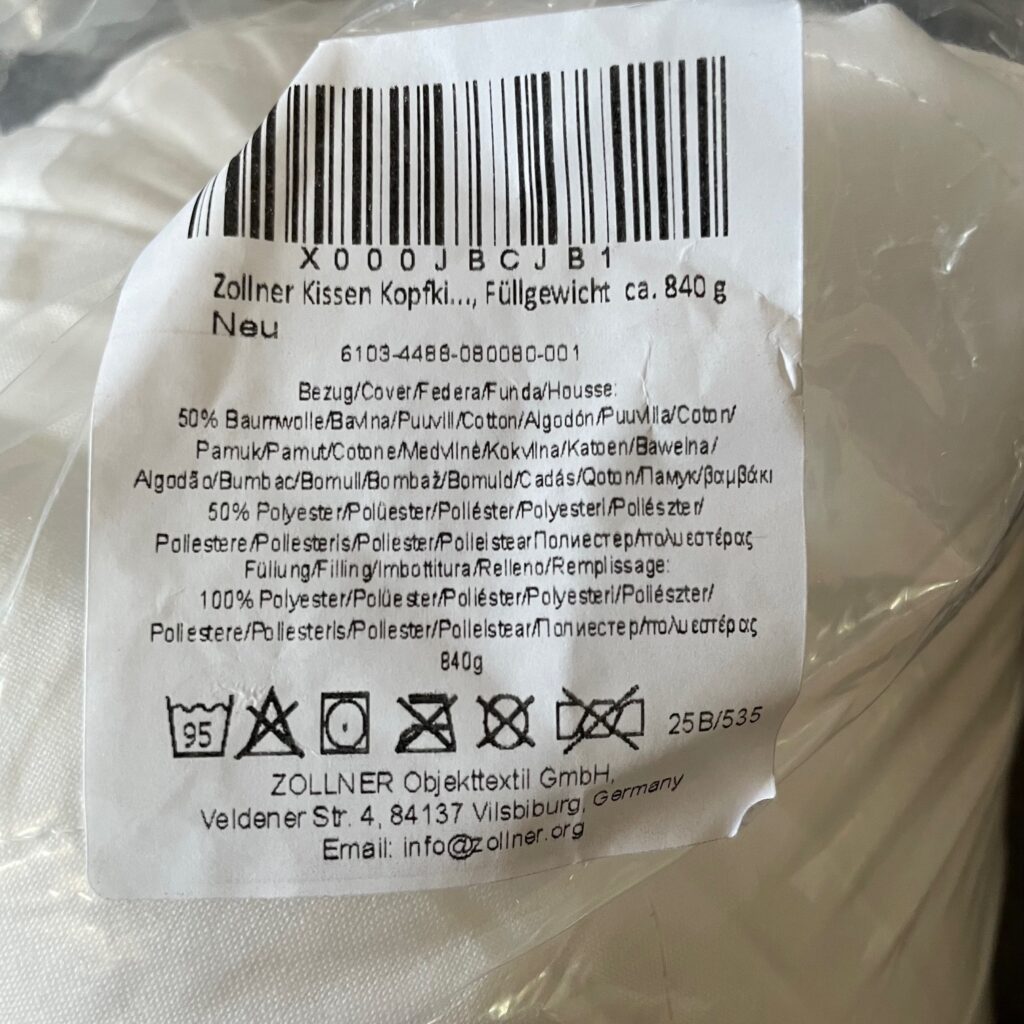 X000JBCJB1
Zollner Kissen Kopfki..., Füllgewicht ca. 840 g
Neu
6103-4488-080080-001
Bezug/Cover/Federa/Funda/Housse:
50% Baumwolle/Bavlna/Puuvill/Cotton/Algodón/Puuvilla/Coton/
Pamuk/Pamut/Cotone/Medvilnė/Kokvilna/Katoen/Bawełna/
Algodão/Bumbac/Bomull/Bombaž/Bomuld/Cadás/Qoton/Памук/βαμβάκι
50% Polyester/Polüester/Poliéster/Polyesteri/Poliészter/
Poliestere/Poliesteris/Poliester/PolleistearПолиестер/πολυεστέρας
Füllung/Filling/Imbottitura/Relleno/Remplissage:
100% Polyester/Polüester/Poliéster/Polyesteri/Poliészter/
Poliestere/Poliesteris/Poliester/Polleistear/Полиестер/πολυεστέρας
840g
95
25B/535
ZOLLNER Objekttextil GmbH,
Veldener Str. 4, 84137 Vilsbiburg, Germany
Email: info@zollner.org